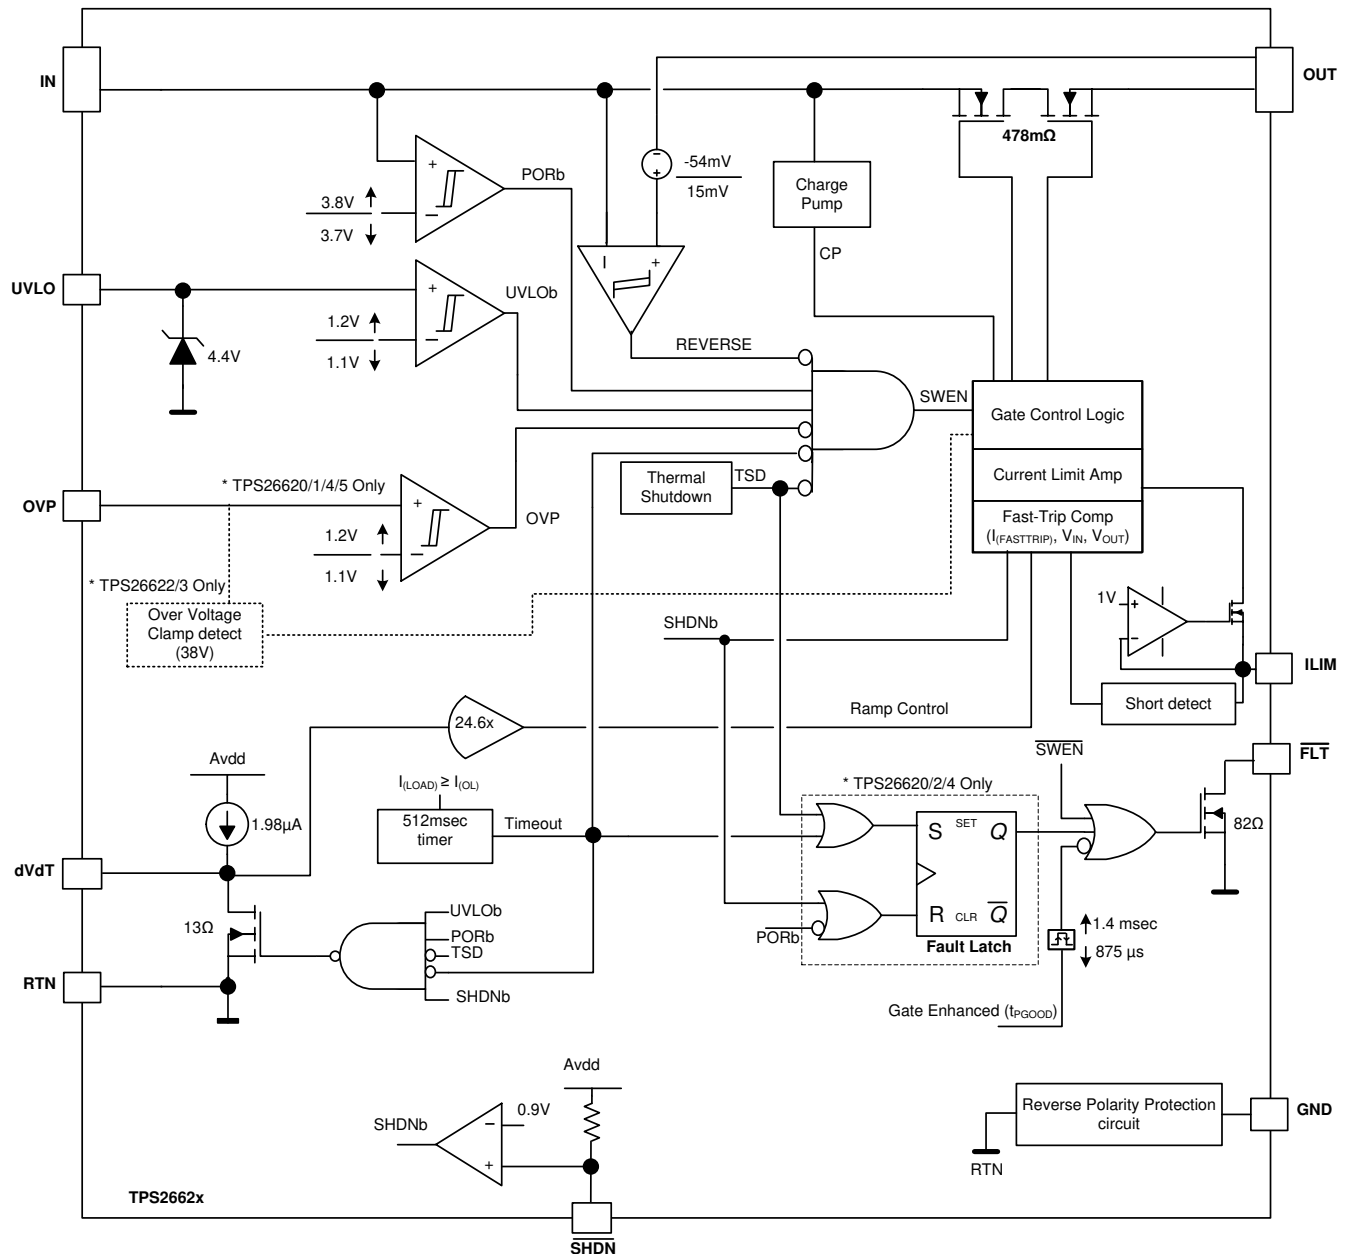 IN
OUT
478mΩ
-54mV
15mV
+
PORb
−
+
Charge
Pump
3.8V
3.7V
−
CP
−
+
UVLO
+
UVLOb
1.2V
1.1V
−
4.4V
REVERSE
SWEN
Gate Control Logic
Current Limit Amp
Fast-Trip Comp
(I(FASTTRIP), VIN, VOUT)
Thermal
Shutdown
TSD
* TPS26620/1/4/5 Only
OVP
+
OVP
1.2V
1.1V
−
* TPS26622/3 Only
Over Voltage
Clamp detect
(38V)
1V
+
−
SHDNb
ILIM
Short detect
24.6x
Ramp Control
SWEN
FLT
Avdd
I(LOAD) ≥ I(OL)
* TPS26620/2/4 Only
1.98µA
512msec
timer
Timeout
S SET Q
82Ω
dVdT
13Ω
UVLOb
PORb
TSD
SHDNb
PORb
R CLR Q
Fault Latch
1.4 msec
875 µs
RTN
Gate Enhanced (tPGOOD)
Avdd
0.9V
SHDNb
−
+
Reverse Polarity Protection
circuit
GND
RTN
TPS2662x
SHDN